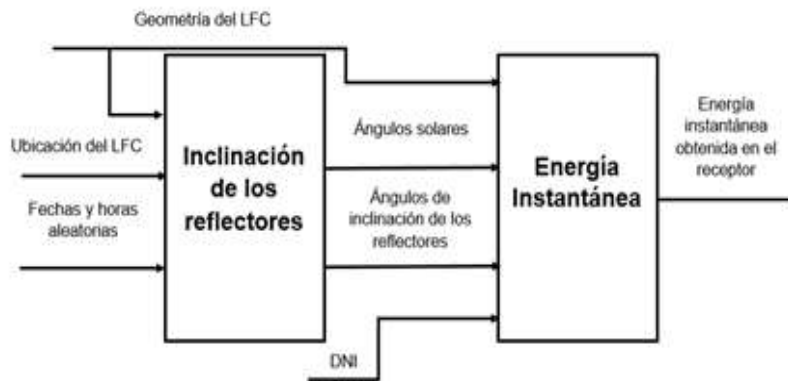 Geometría del LFC
Ubicación del LFC
Fechas y horas
aleatorias
Inclinación
de los
reflectores
Ángulos solares
Ángulos de
inclinación de los
reflectores
DNI
Energía
Instantánea
Energía
instantánea
obtenida en el
receptor